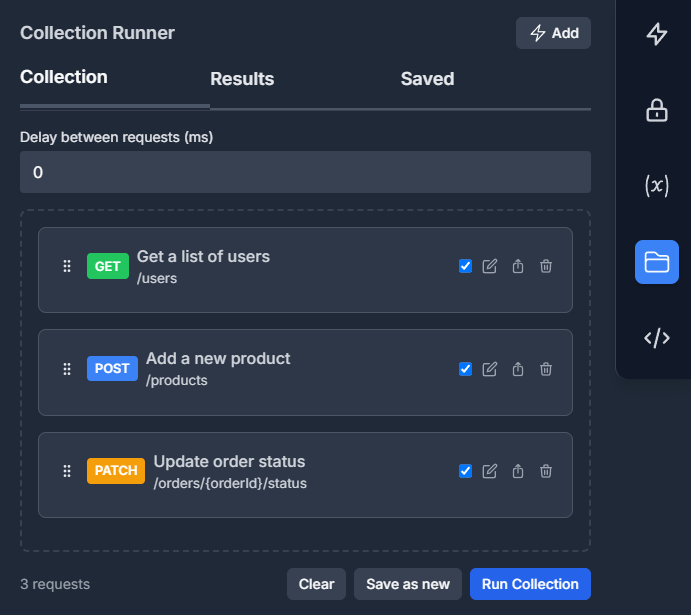 Collection Runner
Add
Collection Results Saved
Delay between requests (ms)
0
GET
Get a list of users
/users
POST
Add a new product
/products
PATCH
Update order status
/orders/{orderId}/status
3 requests
Clear
Save as new
Run Collection
(x)
</>